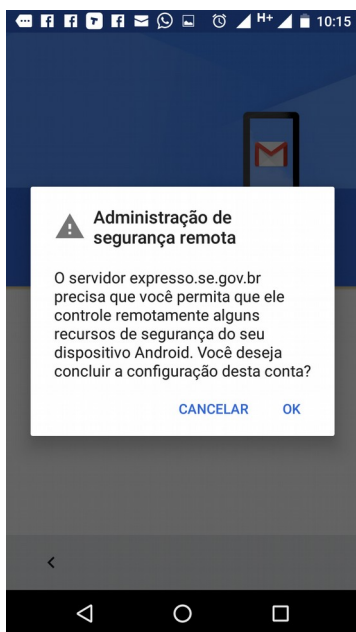 H+ 10:15
Administração de
segurança remota
O servidor expresso.se.gov.br
precisa que você permita que ele
controle remotamente alguns
recursos de segurança do seu
dispositivo Android. Você deseja
concluir a configuração desta conta?
CANCELAR OK